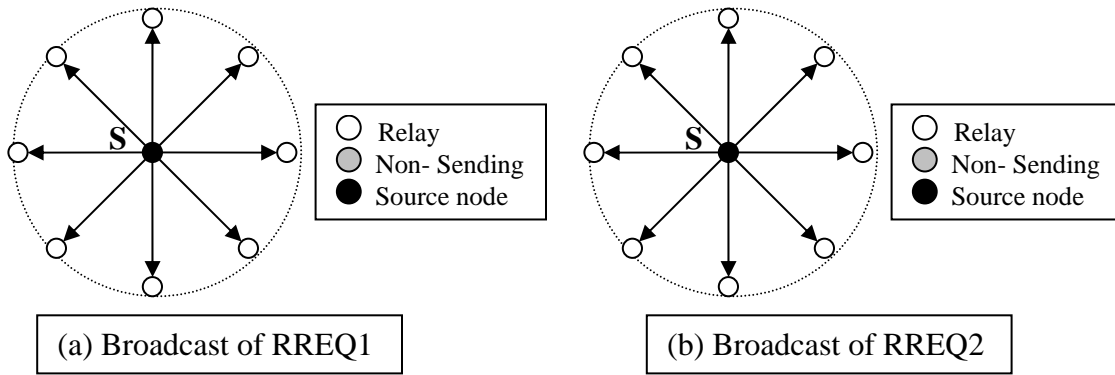 S
Relay
Non- Sending
Source node
(a) Broadcast of RREQ1
S
Relay
Non- Sending
Source node
(b) Broadcast of RREQ2